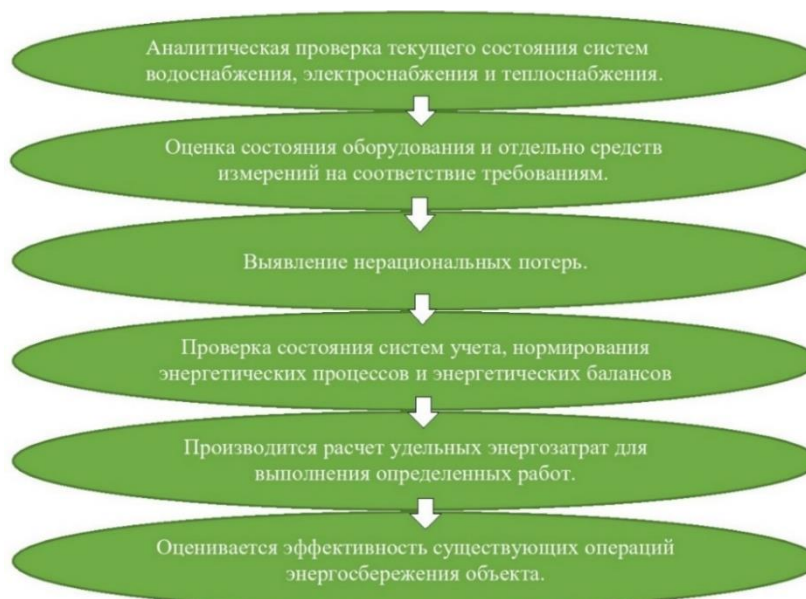 Аналитическая проверка текущего состояния систем
водоснабжения, электроснабжения и теплоснабжения.
Оценка состояния оборудования и отдельно средств
измерений на соответствие требованиям.
Выявление нерациональных потерь.
Проверка состояния систем учета, нормирования
энергетических процессов и энергетических балансов
Производится расчет удельных энергозатрат для
выполнения определенных работ.
Оценивается эффективность существующих операций
энергосбережения объекта.